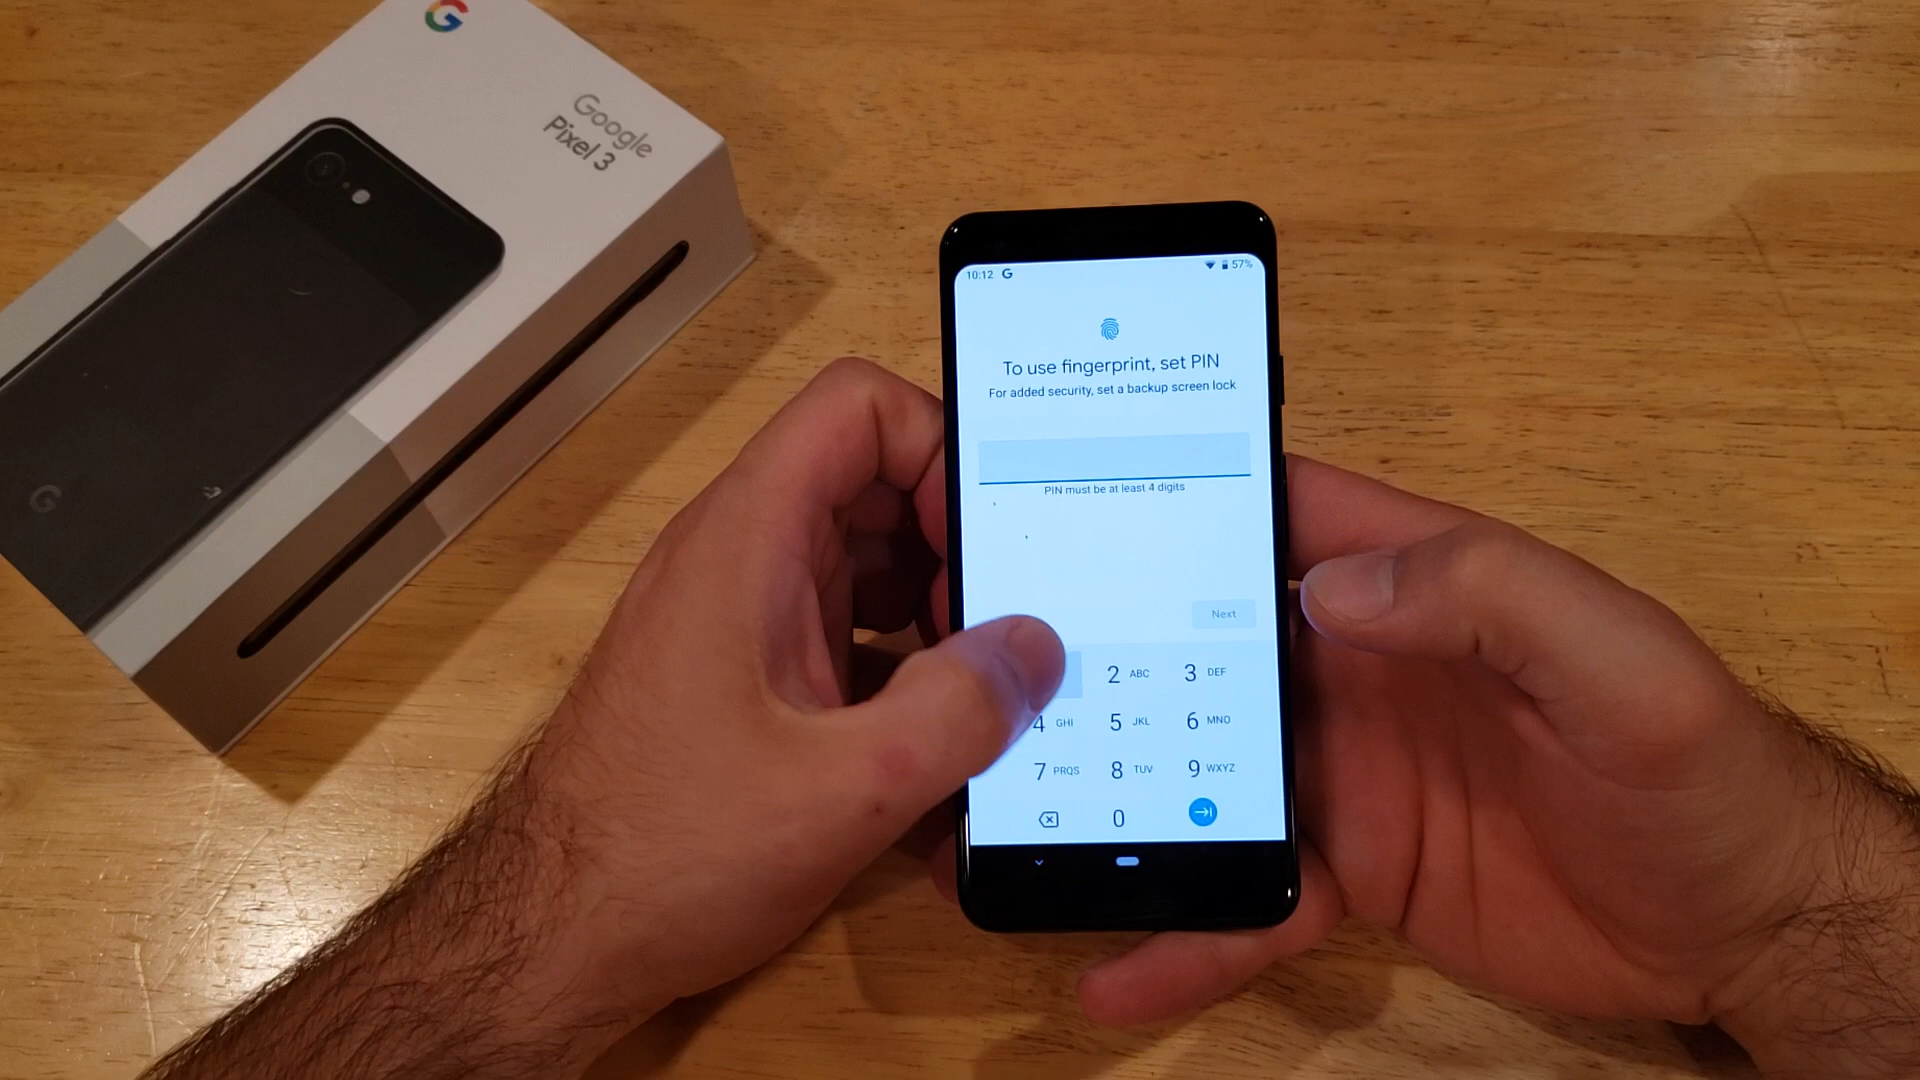 Google
Pixel 3
G
10:12 G 57%
To use fingerprint, set PIN
For added security, set a backup screen lock
PIN must be at least 4 digits
Next
2 ABC 3 DEF
4 GHI 5 JKL 6 MNO
7 PRQS 8 TUV 9 WXYZ
0